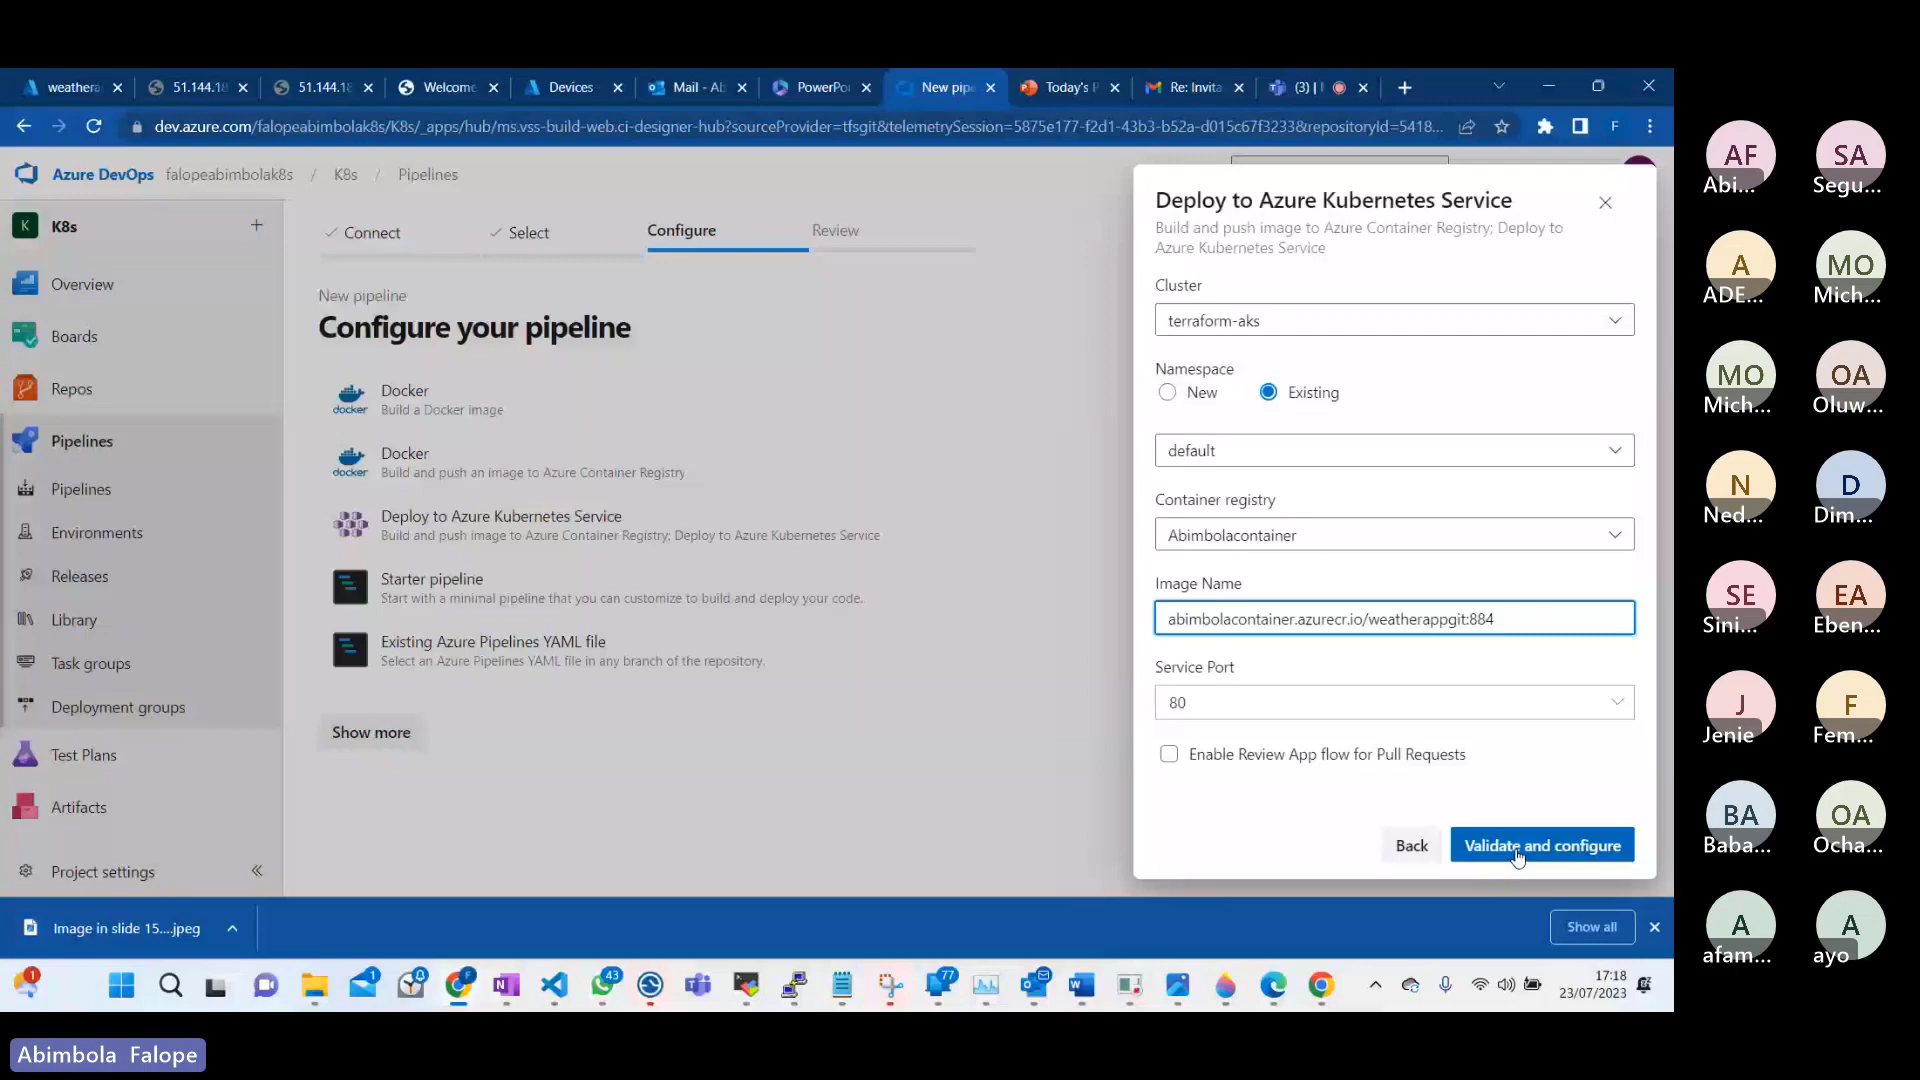 weathera
51.144.18
51.144.18
Welcome
Devices
Mail - Ab
PowerPoi
New pipe
Today's P
Re: Invita
(3) |
dev.azure.com/falopeabimbolak8s/K8s/_apps/hub/ms.vss-build-web.ci-designer-hub?sourceProvider=tfsgit&telemetrySession=5875e177-f2d1-43b3-b52a-d015c67f3233&repositoryId=5418...
F
Azure DevOps falopeabimbolak8s / K8s / Pipelines
K K8s
Overview
Boards
Repos
Pipelines
Pipelines
Environments
Releases
Library
Task groups
Deployment groups
Test Plans
Artifacts
Project settings
Connect
Select
Configure
Review
New pipeline
Configure your pipeline
docker
Docker
Build a Docker image
docker
Docker
Build and push an image to Azure Container Registry
Deploy to Azure Kubernetes Service
Build and push image to Azure Container Registry; Deploy to Azure Kubernetes Service
Starter pipeline
Start with a minimal pipeline that you can customize to build and deploy your code.
Existing Azure Pipelines YAML file
Select an Azure Pipelines YAML file in any branch of the repository.
Show more
Deploy to Azure Kubernetes Service
Build and push image to Azure Container Registry; Deploy to
Azure Kubernetes Service
Cluster
terraform-aks
Namespace
New
Existing
default
Container registry
Abimbolacontainer
Image Name
abimbolacontainer.azurecr.io/weatherappgit:884
Service Port
80
Enable Review App flow for Pull Requests
Back
Validate and configure
Image in slide 15....jpeg
Show all
1
1
F
43
77
17:18
23/07/2023
AF
Abi...
SA
Segu...
A
ADE...
MO
Mich...
MO
Mich...
OA
Oluw...
N
Ned...
D
Dim...
SE
Sini...
EA
Eben...
J
Jenie
F
Fem...
BA
Baba...
OA
Ocha...
A
afam...
A
ayo
Abimbola Falope